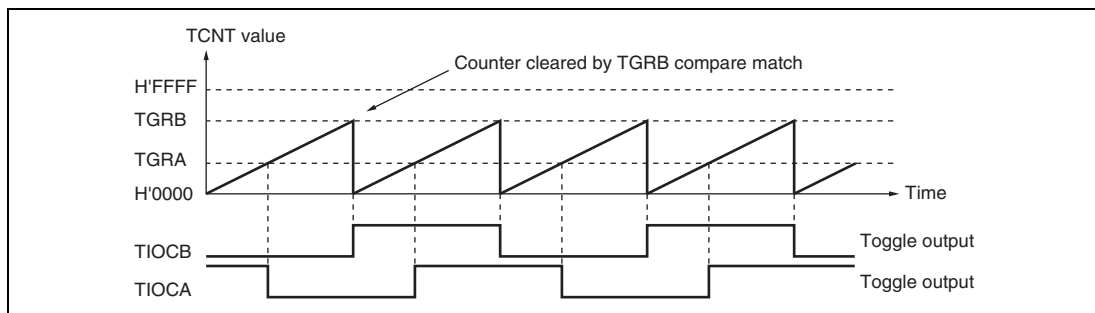 TCNT value
Counter cleared by TGRB compare match
H'FFFF
TGRB
TGRA
H'0000
Time
TIOCB
Toggle output
TIOCA
Toggle output